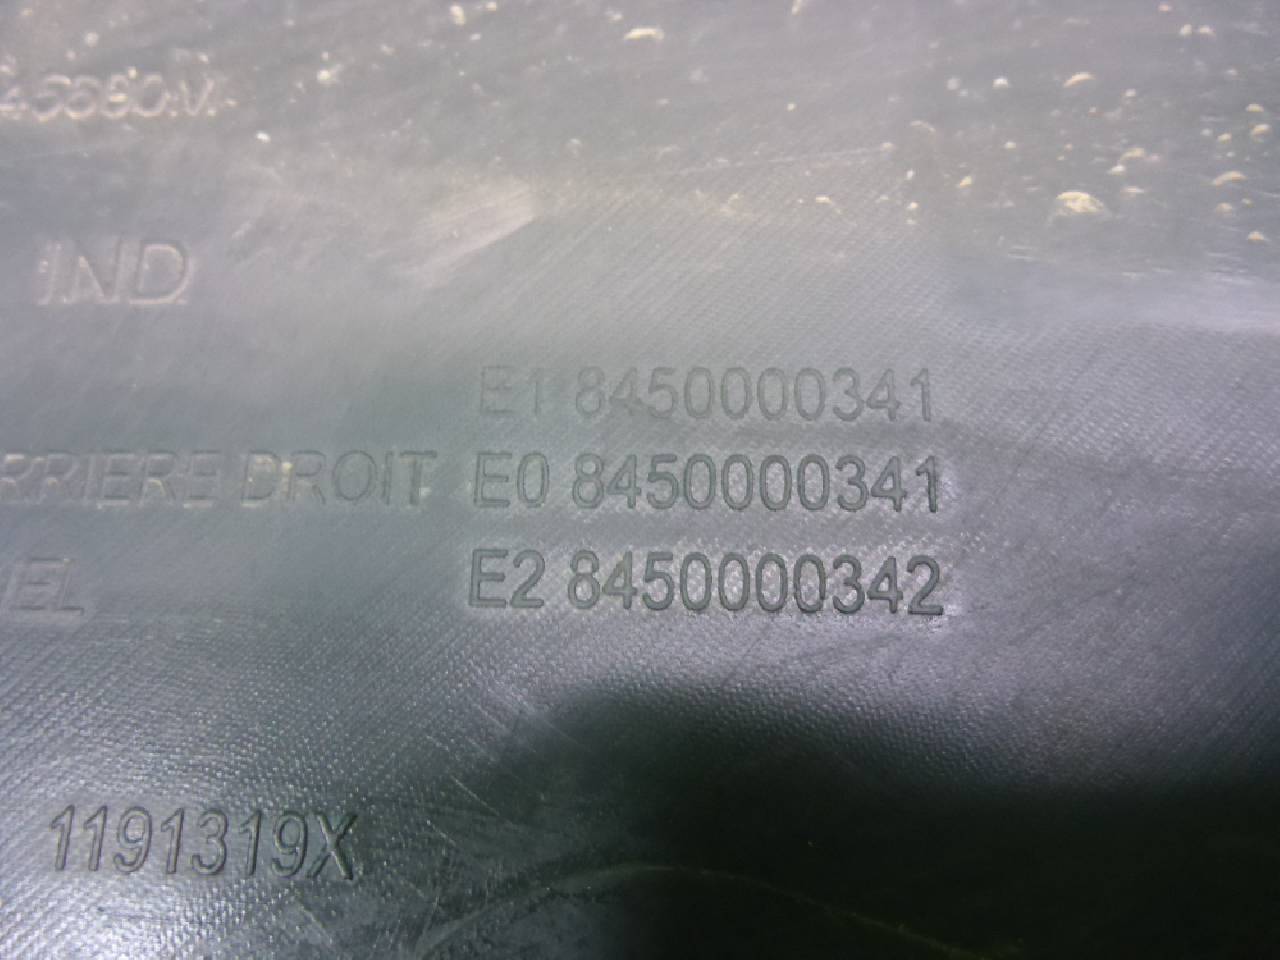 IND
E1 8450000341
RRIERE DROIT E0 8450000341
EL E2 8450000342
1191319X